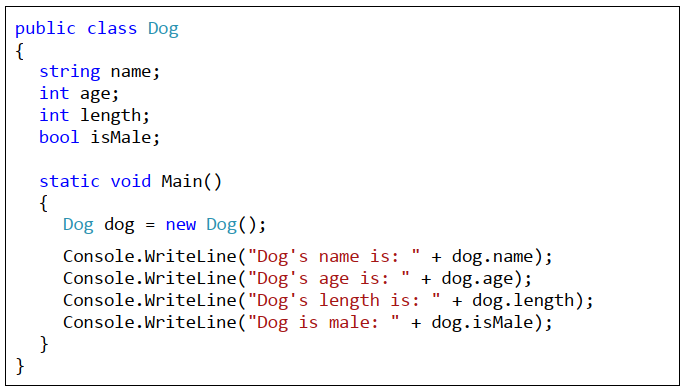 public class Dog
{
string name;
int age;
int length;
bool isMale;
static void Main()
{
Dog dog = new Dog();
Console.WriteLine("Dog's name is: " + dog.name);
Console.WriteLine("Dog's age is: " + dog.age);
Console.WriteLine("Dog's length is: " + dog.length);
Console.WriteLine("Dog is male: " + dog.isMale);
}
}